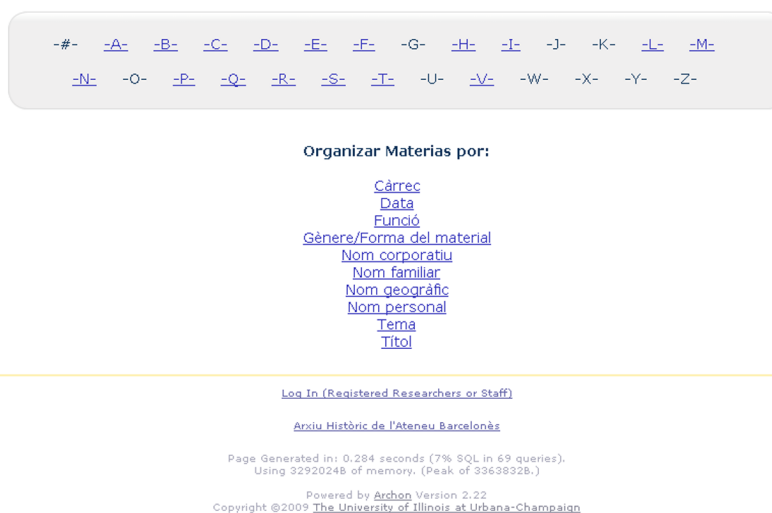 -#- -A- -B- -C- -D- -E- -F- -G- -H- -I- -J- -K- -L- -M-
-N- -O- -P- -Q- -R- -S- -T- -U- -V- -W- -X- -Y- -Z-
Organizar Materias por:
Càrrec
Data
Funció
Gènere/Forma del material
Nom corporatiu
Nom familiar
Nom geogràfic
Nom personal
Tema
Títol
Log In (Registered Researchers or Staff)
Arxiu Històric de l'Ateneu Barcelonès
Page Generated in: 0.284 seconds (7% SQL in 69 queries).
Using 3292024B of memory. (Peak of 3363832B.)
Powered by Archon Version 2.22
Copyright ©2009 The University of Illinois at Urbana-Champaign